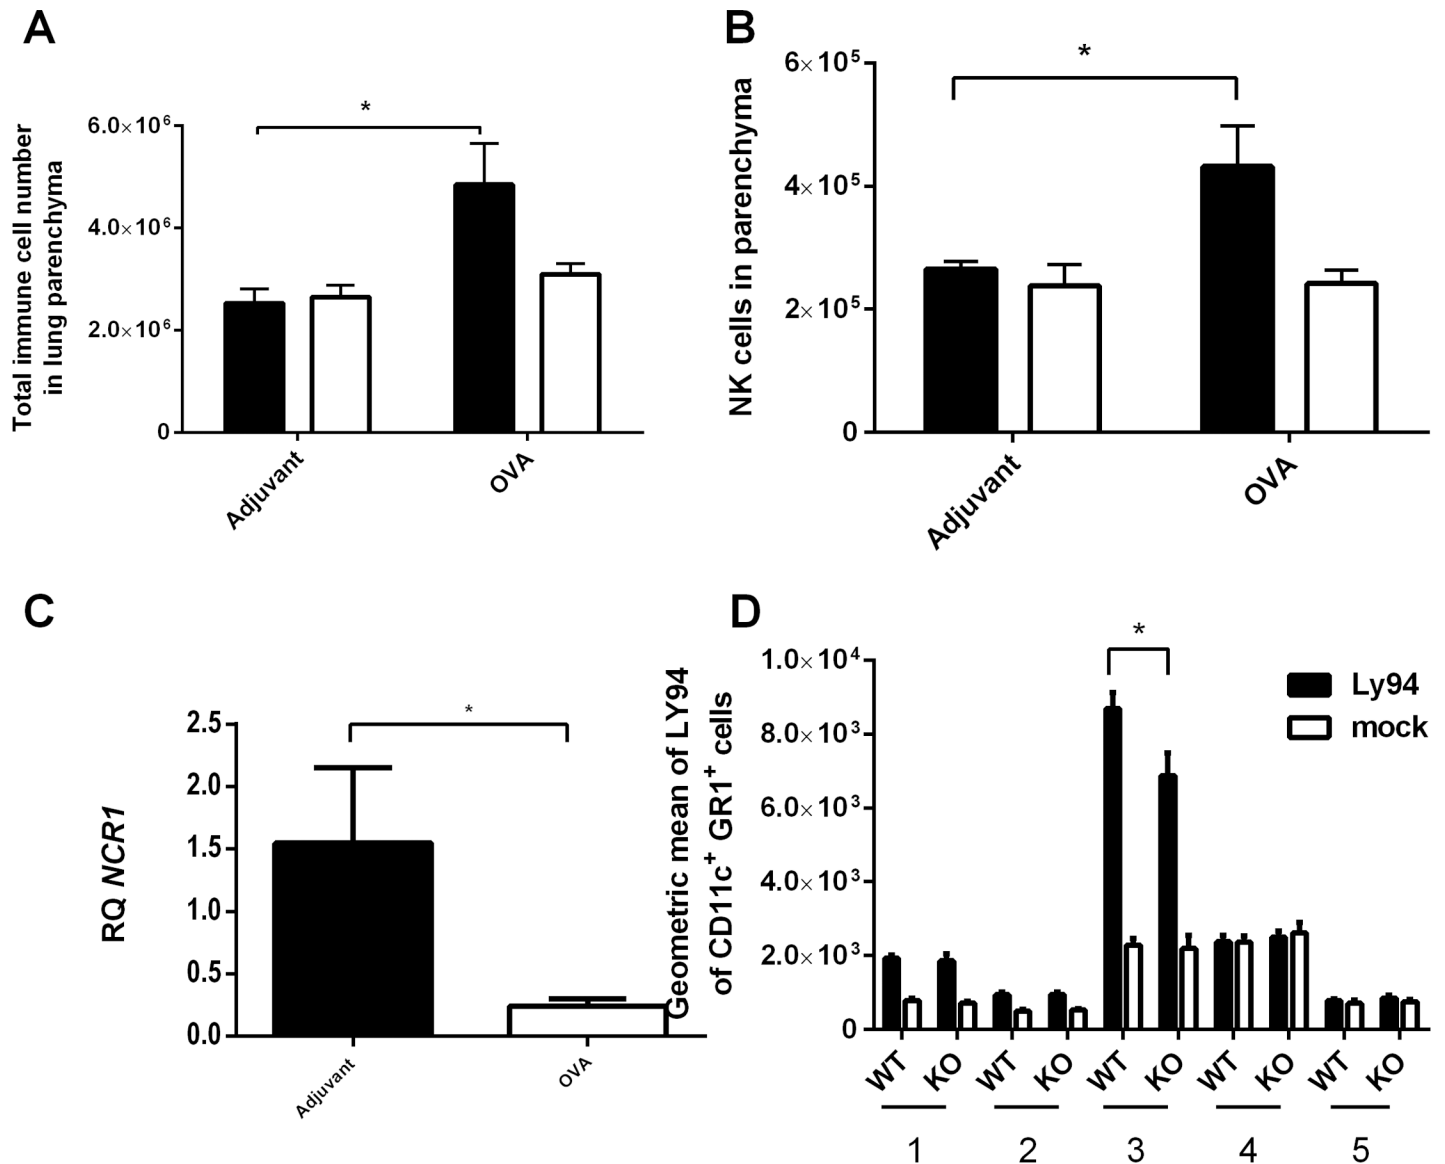 A
Total immune cell number
in lung parenchyma
6.0×10⁶
4.0×10⁶
2.0×10⁶
0
*
Adjuvant
OVA
B
NK cells in parenchyma
6×10⁵
4×10⁵
2×10⁵
0
*
Adjuvant
OVA
C
RQ NCR1
2.5
2.0
1.5
1.0
0.5
0.0
*
Adjuvant
OVA
D
Geometric mean of LY94
of CD11c⁺ GR1⁺ cells
1.0×10⁴
8.0×10³
6.0×10³
4.0×10³
2.0×10³
0
*
Ly94
mock
WT KO WT KO WT KO WT KO WT KO
1 2 3 4 5